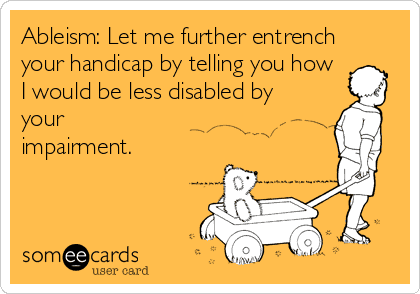 Ableism: Let me further entrench
your handicap by telling you how
I would be less disabled by
your
impairment.
someecards
user card